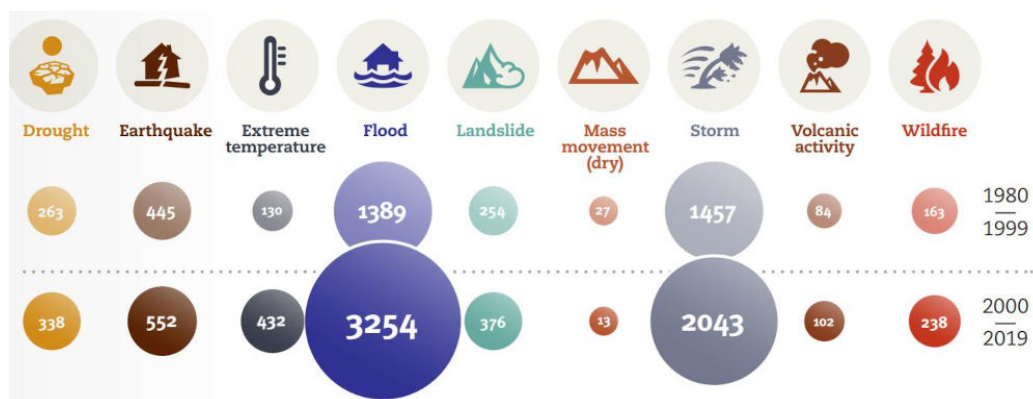 Drought
Earthquake
Extreme
temperature
Flood
Landslide
Mass
movement
(dry)
Storm
Volcanic
activity
Wildfire
263
445
130
1389
254
27
1457
84
163
1980
1999
338
552
432
3254
376
13
2043
102
238
2000
2019